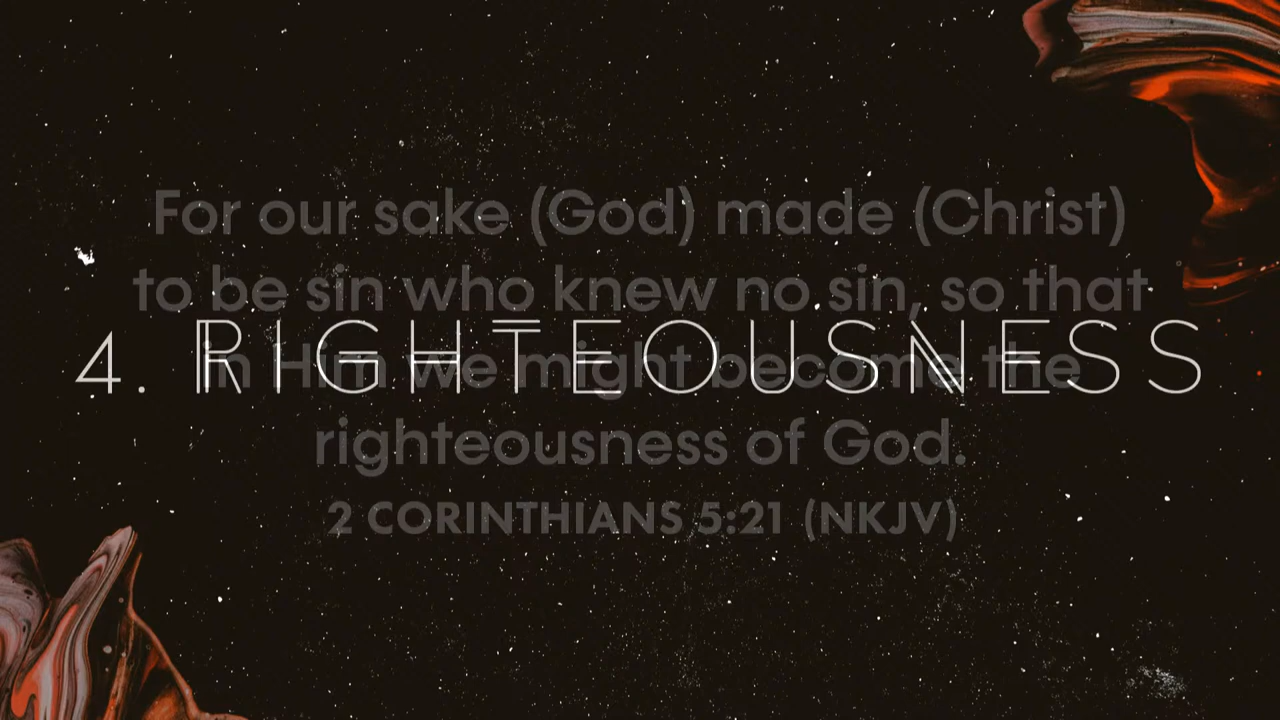 For our sake (God) made (Christ)
to be sin who knew no sin, so that
4. RIGHTEOUSNESS
in Him we might become the
righteousness of God.
2 CORINTHIANS 5:21 (NKJV)